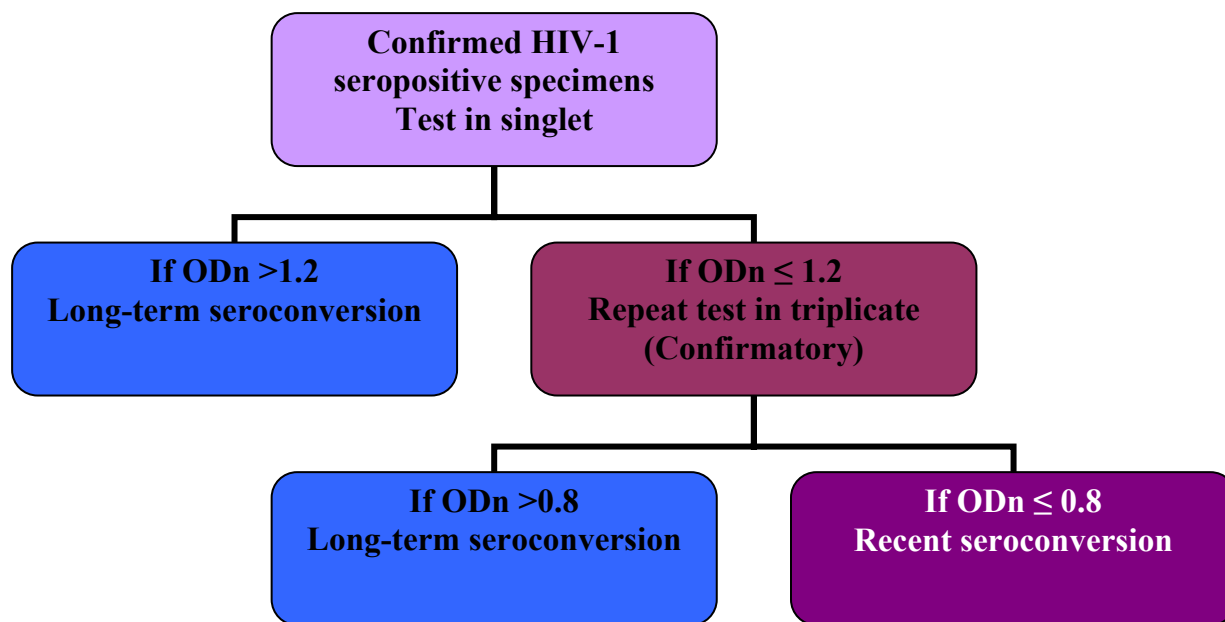 Confirmed HIV-1
seropositive specimens
Test in singlet
If ODn >1.2
Long-term seroconversion
If ODn ≤ 1.2
Repeat test in triplicate
(Confirmatory)
If ODn >0.8
Long-term seroconversion
If ODn ≤ 0.8
Recent seroconversion